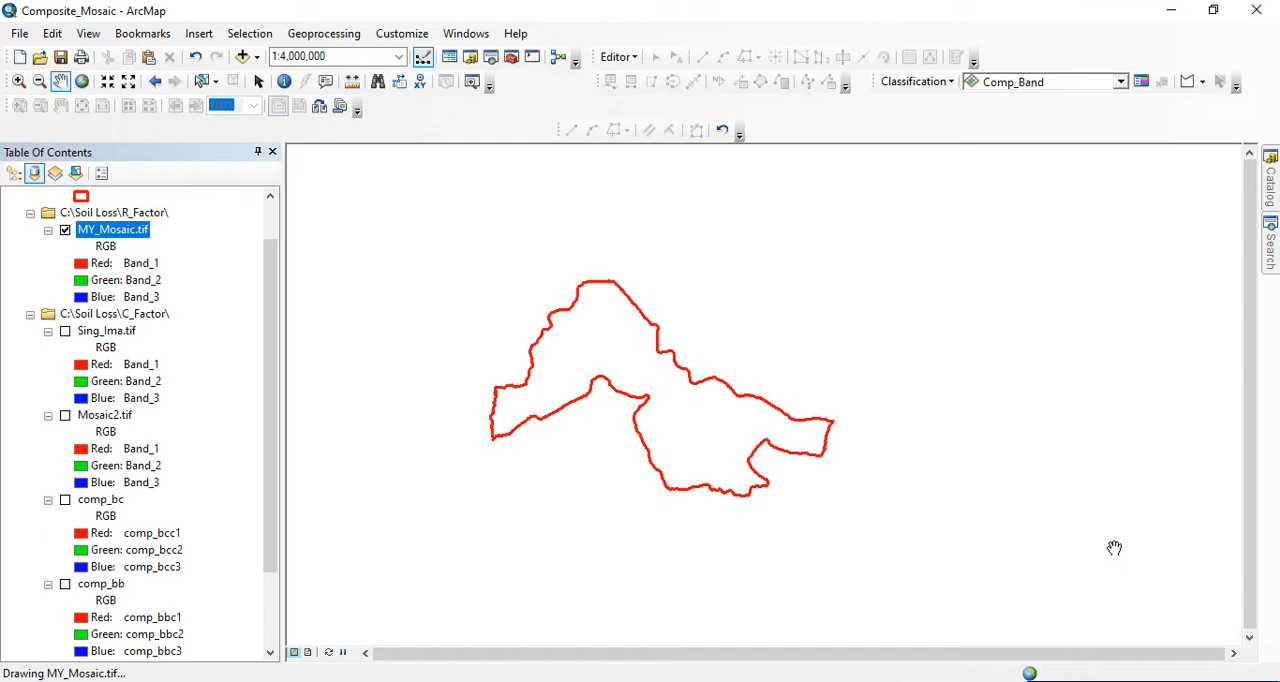 Composite_Mosaic - ArcMap
File Edit View Bookmarks Insert Selection Geoprocessing Customize Windows Help
1:4,000,000 Editor▾
Classification▾ Comp_Band
Table Of Contents
C:\Soil Loss\R_Factor\
MY_Mosaic.tif
RGB
Red: Band_1
Green: Band_2
Blue: Band_3
C:\Soil Loss\C_Factor\
Sing_Ima.tif
RGB
Red: Band_1
Green: Band_2
Blue: Band_3
Mosaic2.tif
RGB
Red: Band_1
Green: Band_2
Blue: Band_3
comp_bc
RGB
Red: comp_bcc1
Green: comp_bcc2
Blue: comp_bcc3
comp_bb
RGB
Red: comp_bbc1
Green: comp_bbc2
Blue: comp_bbc3
Catalog
Search
Drawing MY_Mosaic.tif...